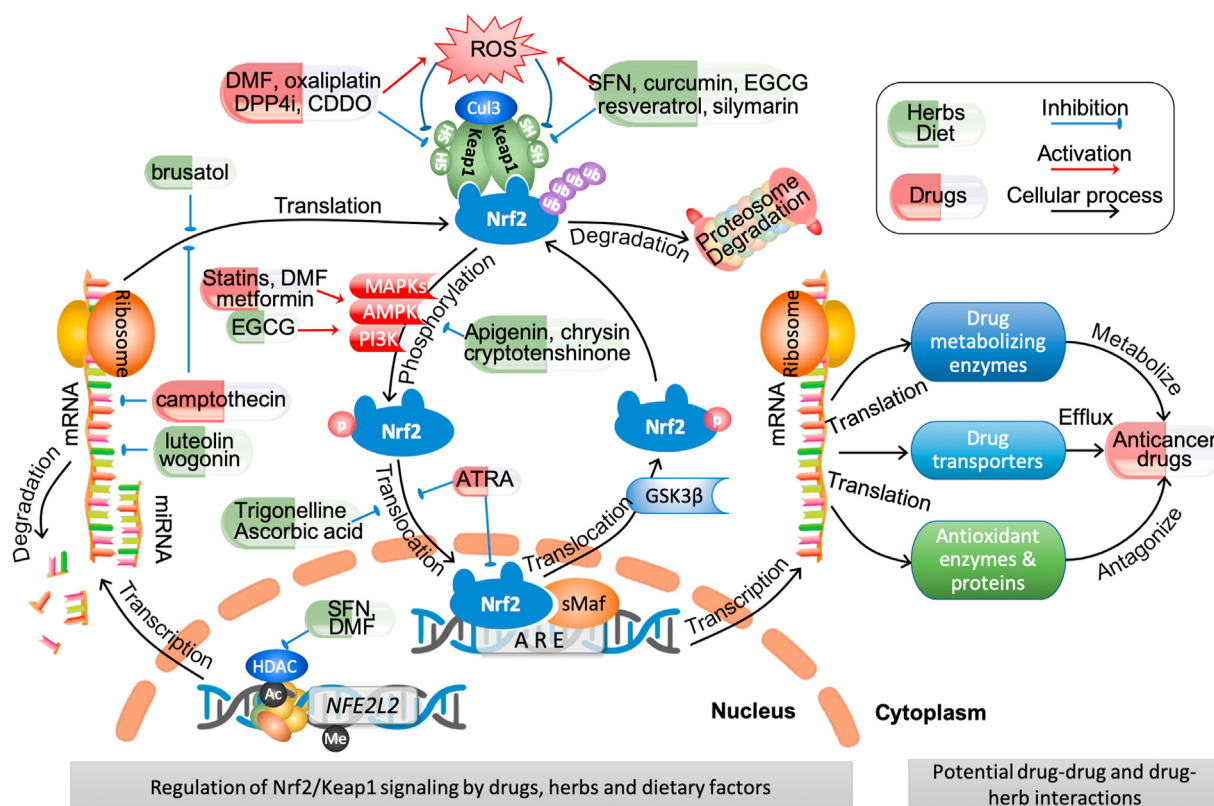 ROS
DMF, oxaliplatin
DPP4i, CDDO
SFN, curcumin, EGCG
resveratrol, silymarin
Cul3
SH
SH
Keap1
Keap1
SH
SH
Nrf2
ub
ub
ub
ub
Herbs
Diet
Inhibition
Activation
Drugs
Cellular process
brusatol
Translation
Degradation
Proteosome
Degradation
Statins, DMF
metformin
EGCG
MAPKs
AMPK
PI3K
Phosphorylation
Apigenin, chrysin
cryptotenshinone
Ribosome
mRNA
camptothecin
luteolin
wogonin
Degradation
miRNA
p
Nrf2
Nrf2
p
ATRA
GSK3β
Trigonelline
Ascorbic acid
Translocation
Translocation
Nrf2
sMaf
ARE
Transcription
SFN,
DMF
HDAC
Ac
NFE2L2
Me
Transcription
Ribosome
mRNA
Translation
Translation
Drug
metabolizing
enzymes
Metabolize
Drug
transporters
Efflux
Anticancer
drugs
Antioxidant
enzymes &
proteins
Antagonize
Nucleus
Cytoplasm
Regulation of Nrf2/Keap1 signaling by drugs, herbs and dietary factors
Potential drug-drug and drug-
herb interactions